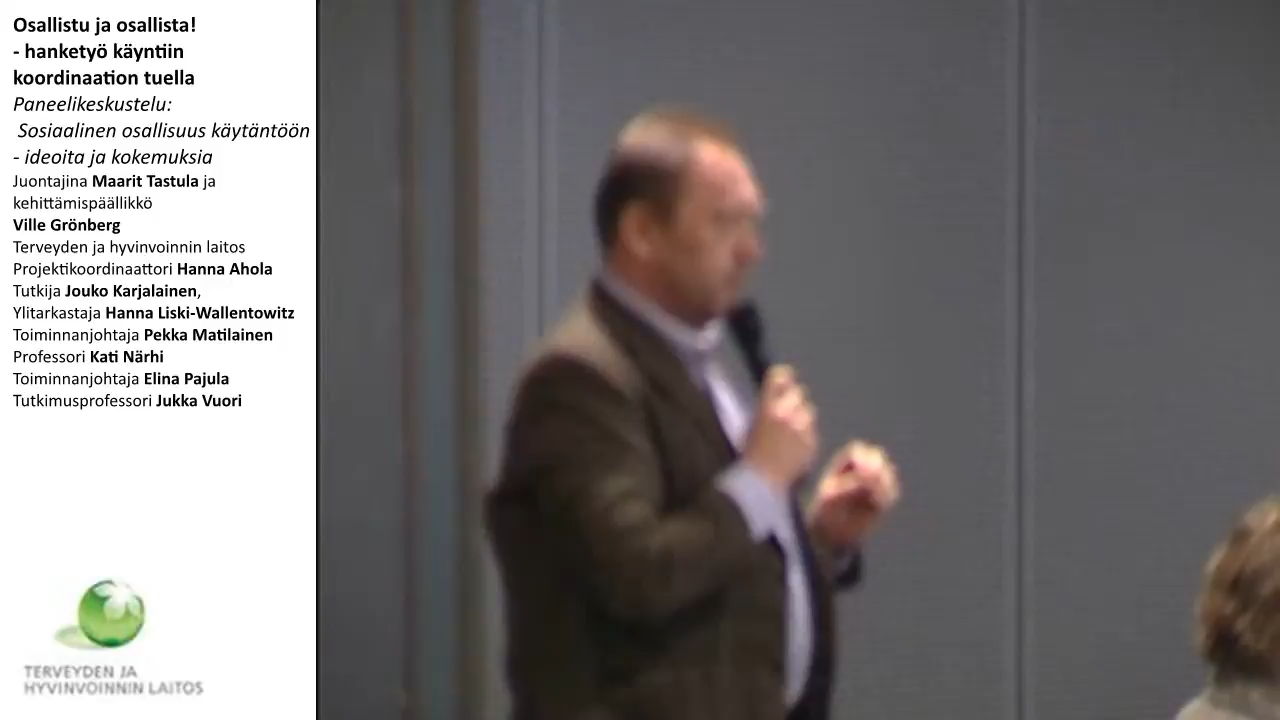 Osallistu ja osallista!
- hanketyö käyntiin
koordinaation tuella
Paneelikeskustelu:
Sosiaalinen osallisuus käytäntöön
- ideoita ja kokemuksia
Juontajina Maarit Tastula ja
kehittämispäällikkö
Ville Grönberg
Terveyden ja hyvinvoinnin laitos
Projektikoordinaattori Hanna Ahola
Tutkija Jouko Karjalainen,
Ylitarkastaja Hanna Liski-Wallentowitz
Toiminnanjohtaja Pekka Matilainen
Professori Kati Närhi
Toiminnanjohtaja Elina Pajula
Tutkimusprofessori Jukka Vuori
TERVEYDEN JA
HYVINVOINNIN LAITOS